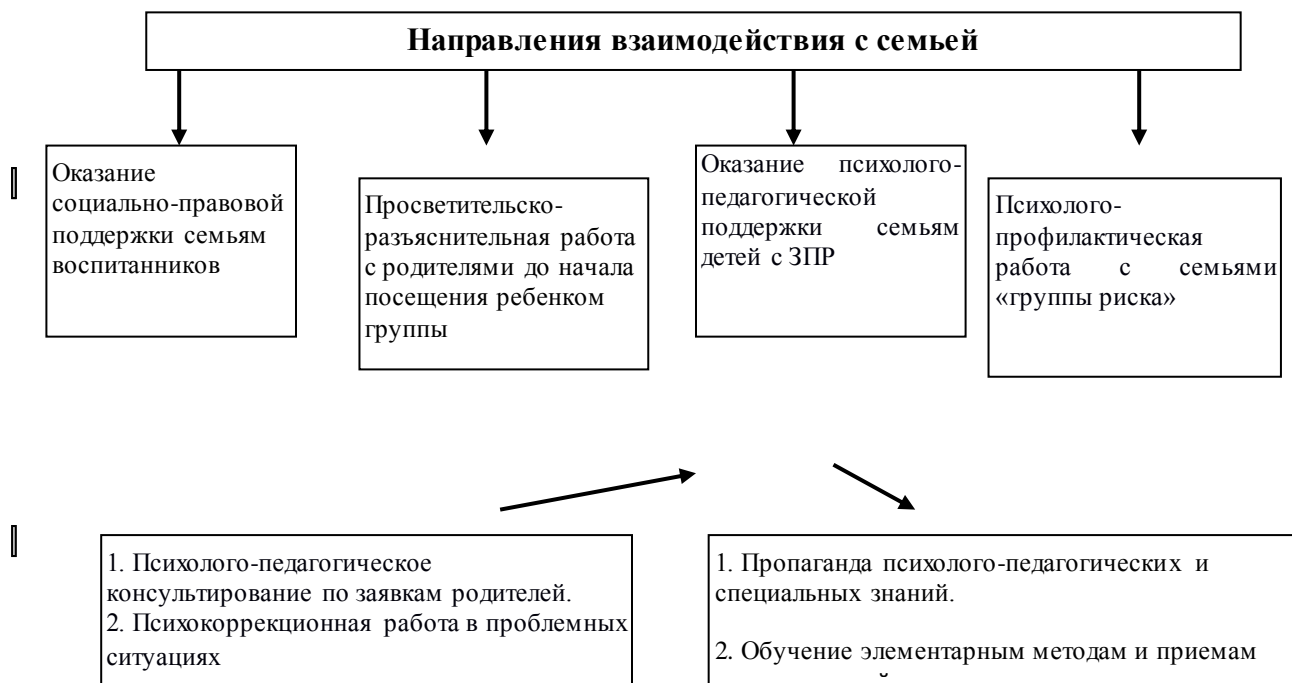 Направления взаимодействия с семьей
Оказание
социально-правовой
поддержки семьям
воспитанников
Просветительско-
разъяснительная работа
с родителями до начала
посещения ребенком
группы
Оказание психолого-
педагогической
поддержки семьям
детей с ЗПР
Психолого-
профилактическая
работа с семьями
«группы риска»
1. Психолого-педагогическое
консультирование по заявкам родителей.
2. Психокоррекционная работа в проблемных
ситуациях
1. Пропаганда психолого-педагогических и
специальных знаний.
2. Обучение элементарным методам и приемам